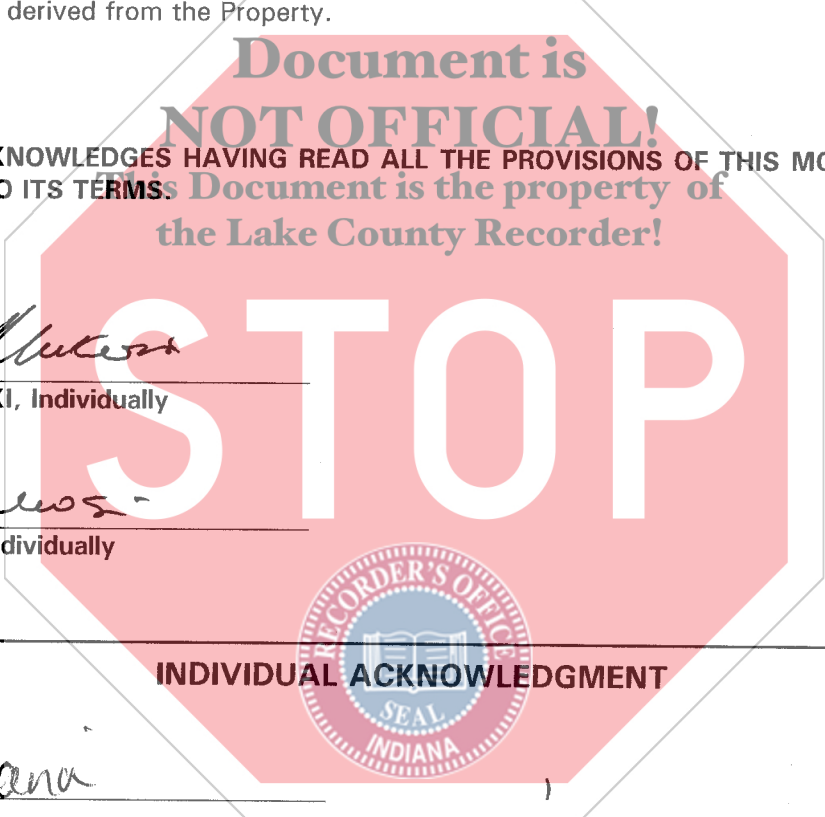 derived from the Property.
Document is
NOT OFFICIAL!
KNOWLEDGES HAVING READ ALL THE PROVISIONS OF THIS MO
This Document is the property of
O ITS TERMS.
the Lake County Recorder!
STOP
KI, Individually
dividually
RECORDER'S OFFICE
INDIVIDUAL ACKNOWLEDGMENT
SEAL
INDIANA
ana
)